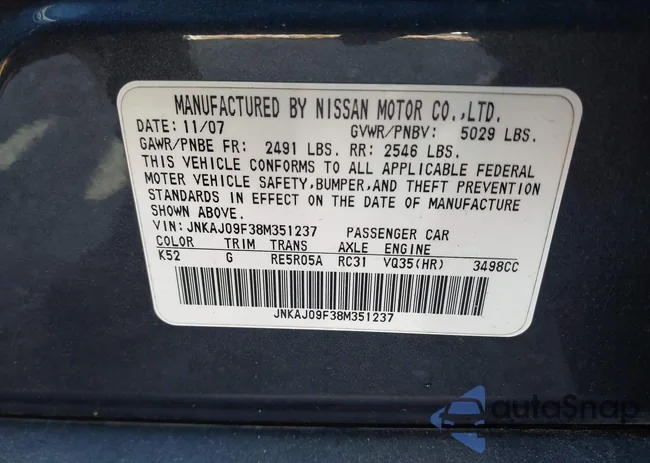 MANUFACTURED BY NISSAN MOTOR CO.,LTD.
DATE: 11/07 GVWR/PNBV: 5029 LBS.
GAWR/PNBE FR: 2491 LBS. RR: 2546 LBS.
THIS VEHICLE CONFORMS TO ALL APPLICABLE FEDERAL
MOTER VEHICLE SAFETY,BUMPER,AND THEFT PREVENTION
STANDARDS IN EFFECT ON THE DATE OF MANUFACTURE
SHOWN ABOVE.
VIN: JNKAJ09F38M351237 PASSENGER CAR
COLOR TRIM TRANS AXLE ENGINE
K52 G RE5R05A RC31 VQ35(HR) 3498CC
JNKAJ09F38M351237
autoSnap